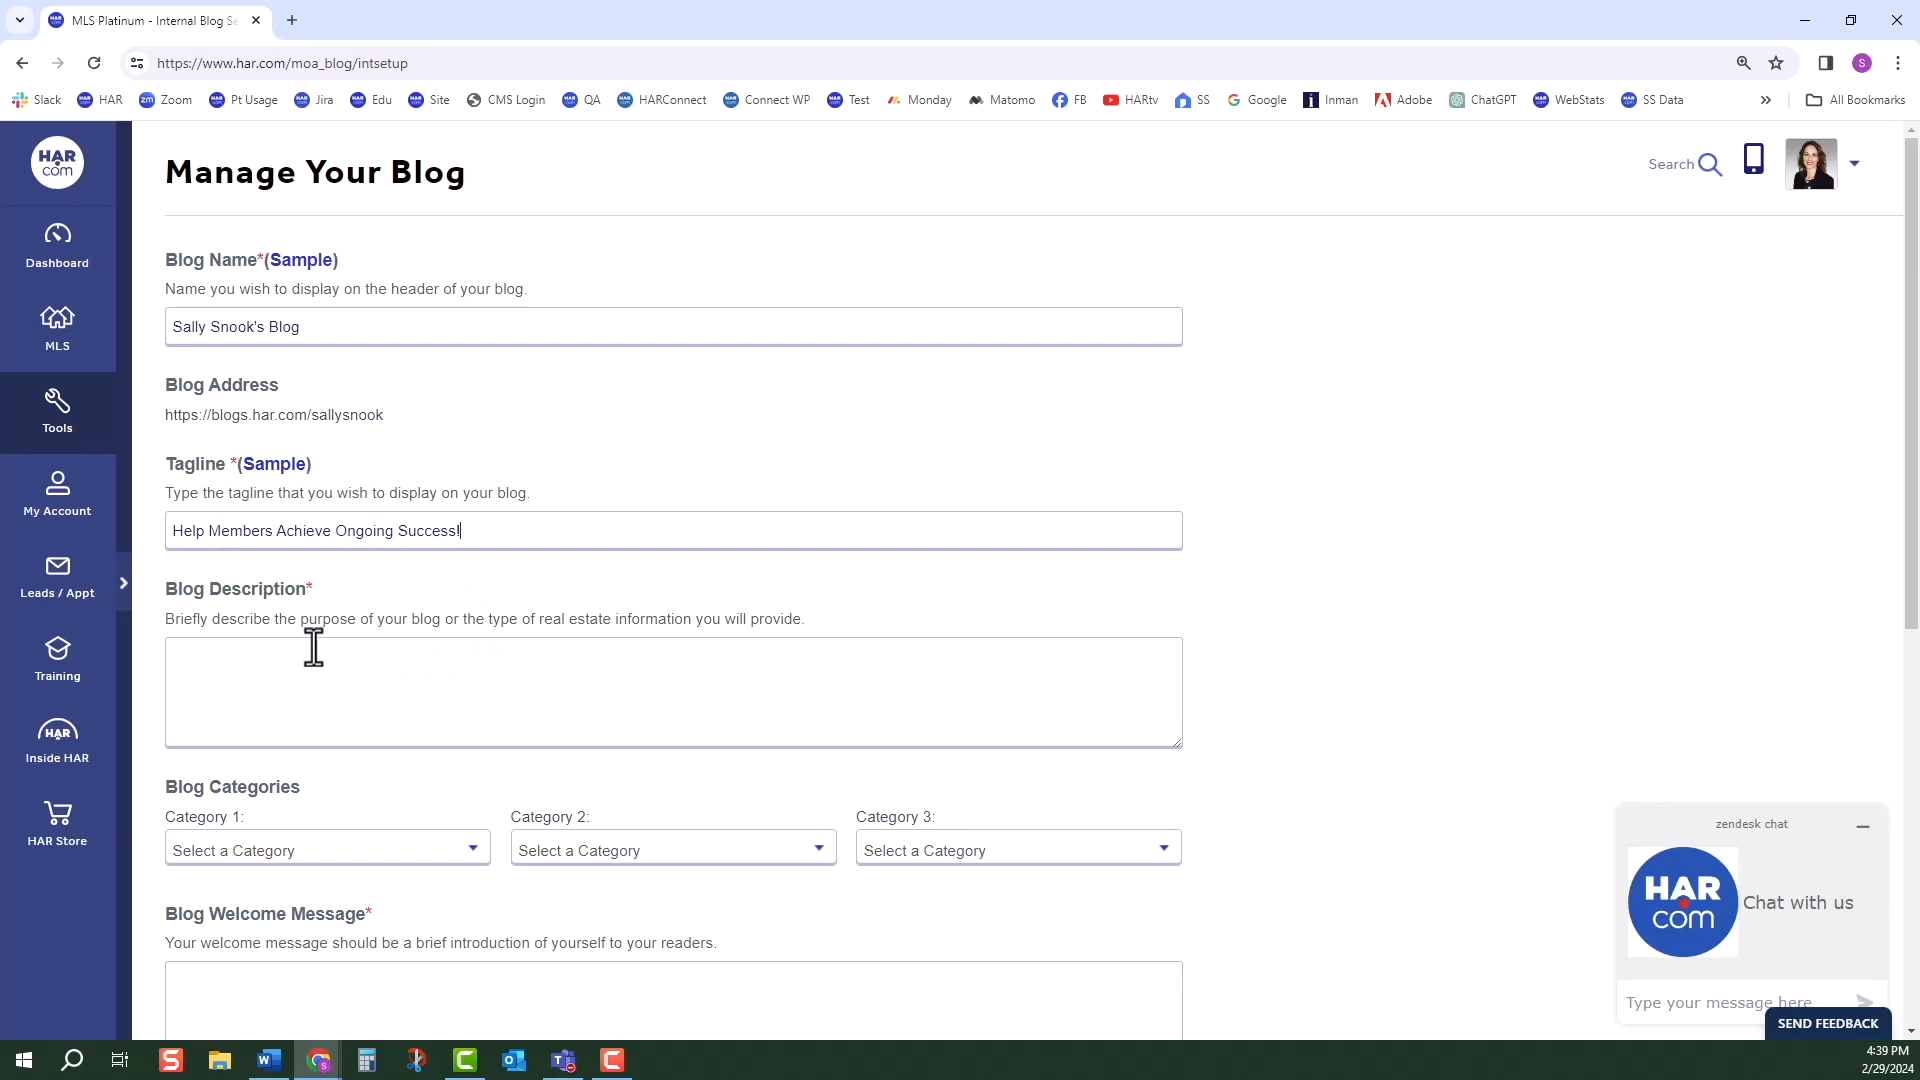 MLS Platinum - Internal Blog Se
https://www.har.com/moa_blog/intsetup
S
Slack
HAR
Zoom
Pt Usage
Jira
Edu
Site
CMS Login
QA
HARConnect
Connect WP
Test
Monday
Matomo
FB
HARtv
SS
Google
Inman
Adobe
ChatGPT
WebStats
SS Data
All Bookmarks
HAR
com
Dashboard
MLS
Tools
My Account
Leads / Appt
Training
HAR
Inside HAR
HAR Store
Manage Your Blog
Search
Blog Name*(Sample)
Name you wish to display on the header of your blog.
Sally Snook's Blog
Blog Address
https://blogs.har.com/sallysnook
Tagline *(Sample)
Type the tagline that you wish to display on your blog.
Help Members Achieve Ongoing Success!
Blog Description*
Briefly describe the purpose of your blog or the type of real estate information you will provide.
Blog Categories
Category 1:
Category 2:
Category 3:
Select a Category
Select a Category
Select a Category
Blog Welcome Message*
Your welcome message should be a brief introduction of yourself to your readers.
zendesk chat
HAR
com
Chat with us
Type your message here
SEND FEEDBACK
4:39 PM
2/29/2024